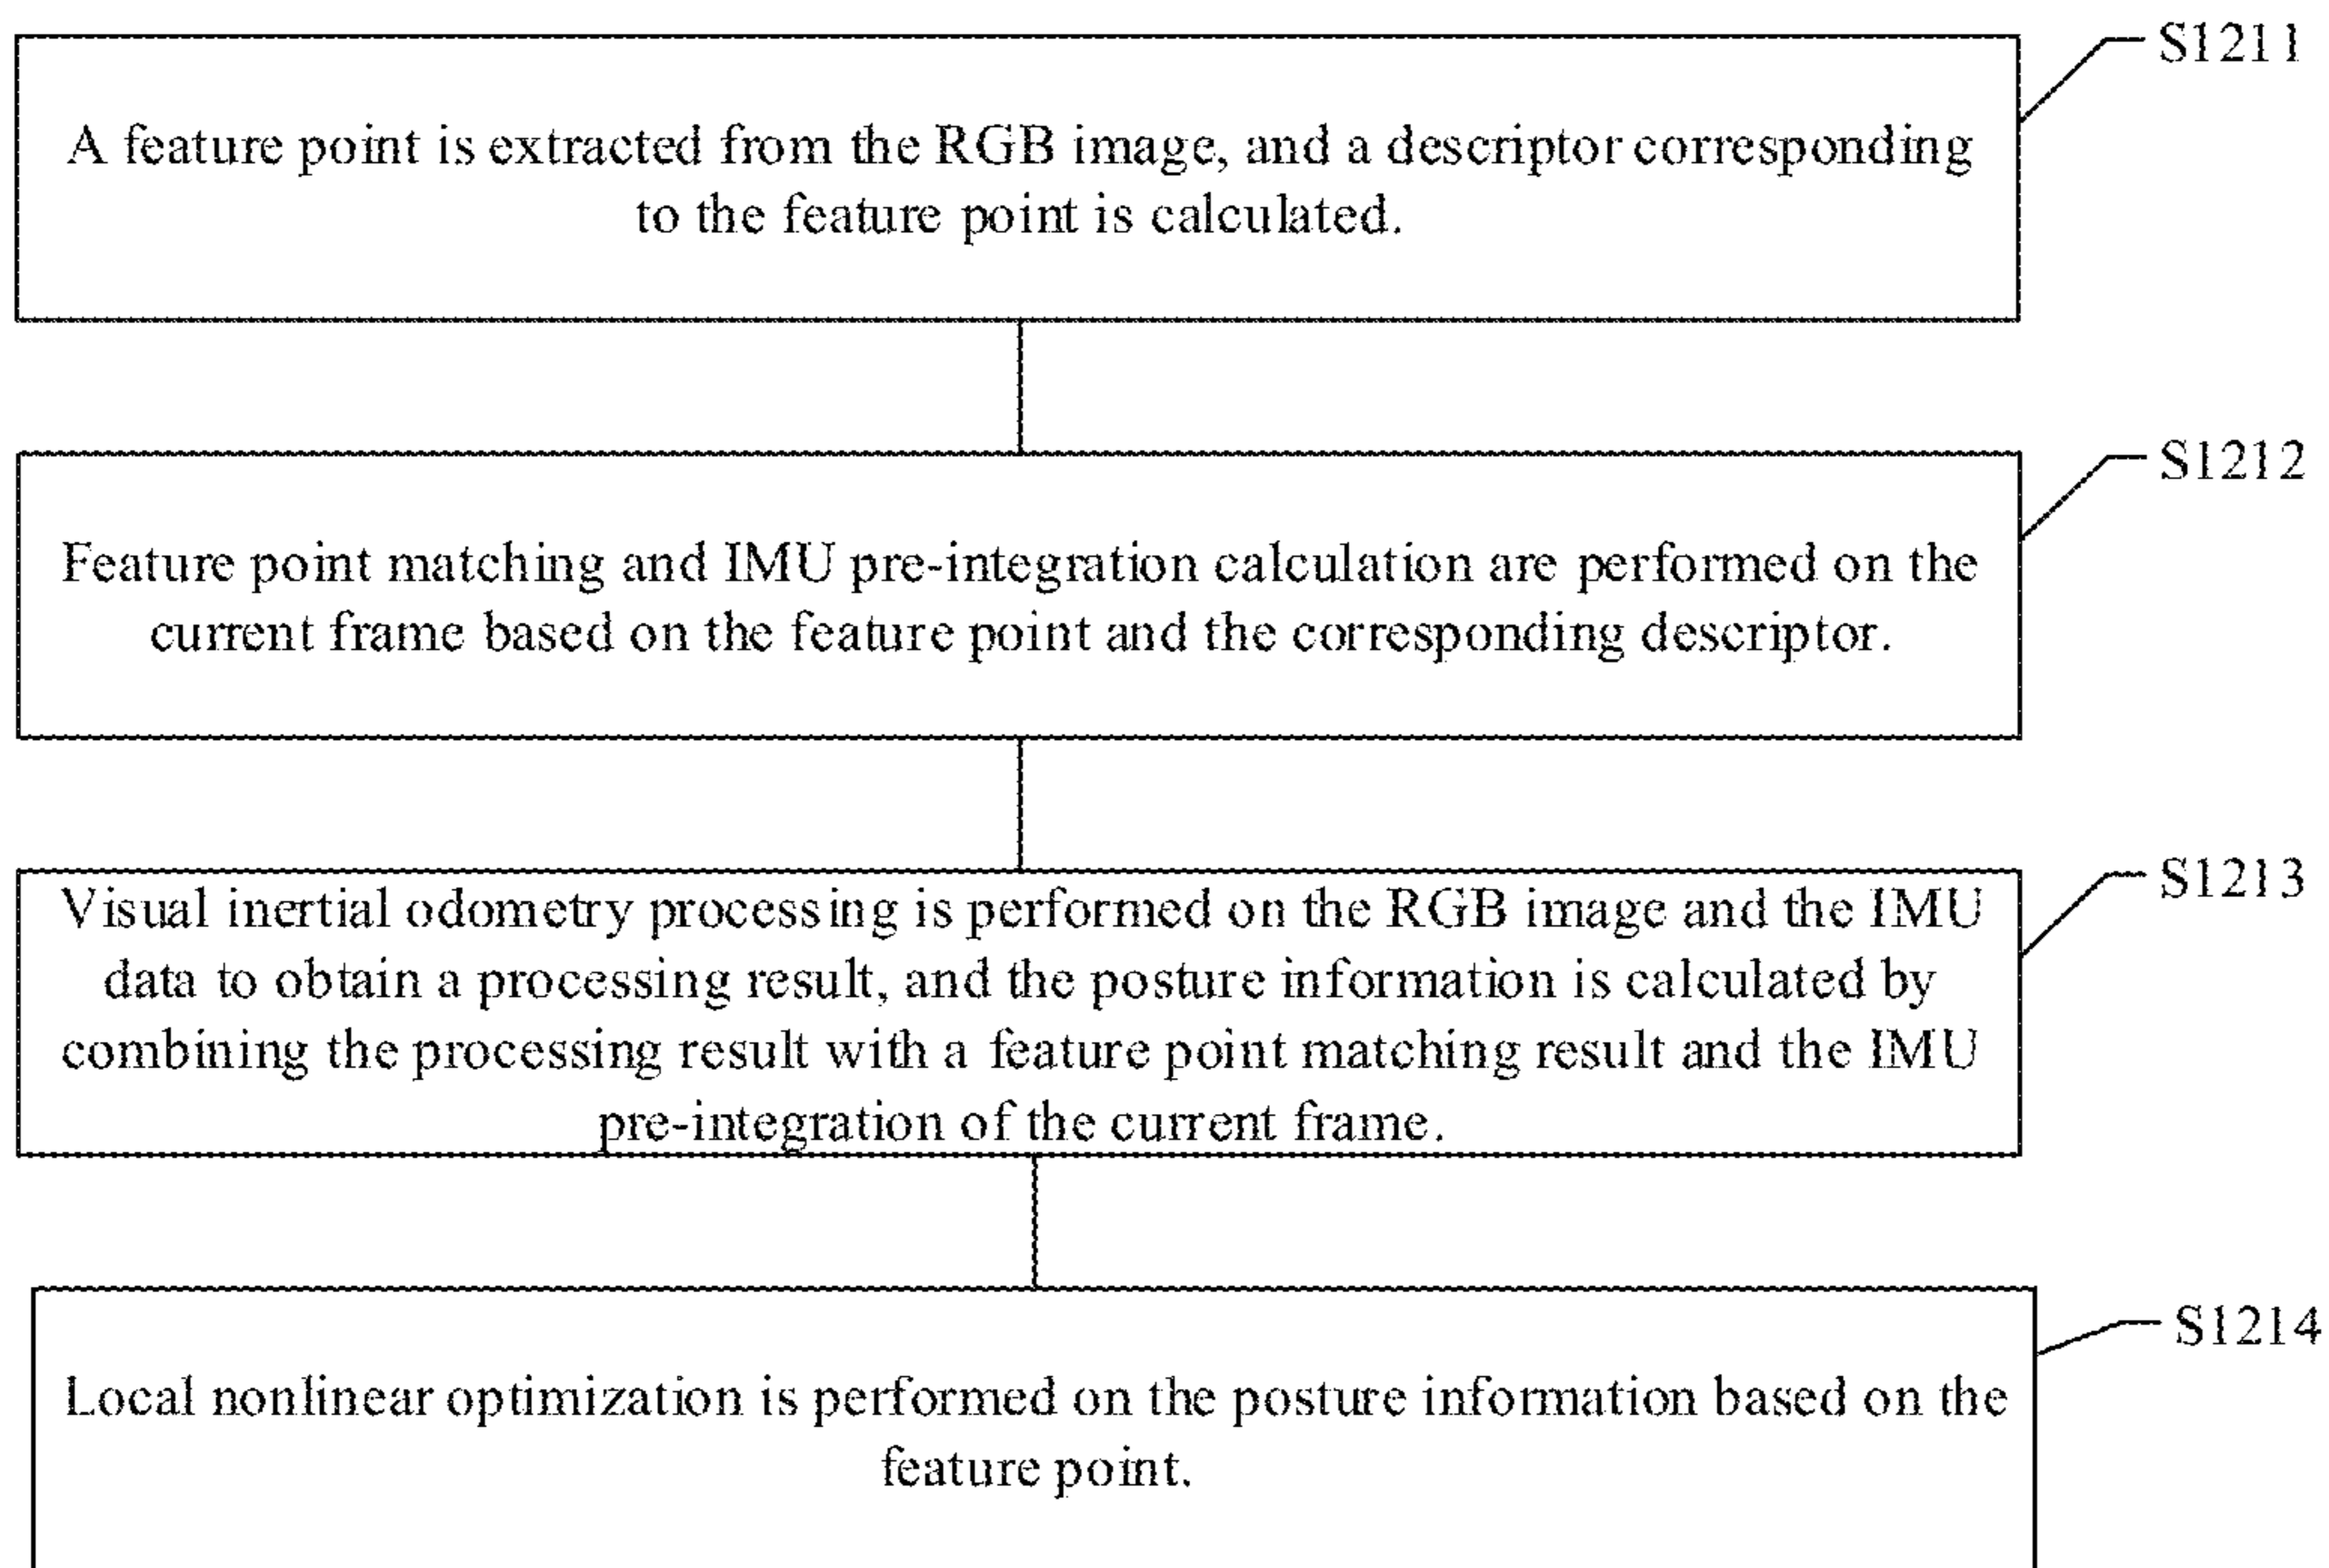 S1211
A feature point is extracted from the RGB image, and a descriptor corresponding
to the feature point is calculated.
S1212
Feature point matching and IMU pre-integration calculation are performed on the
current frame based on the feature point and the corresponding descriptor.
S1213
Visual inertial odometry processing is performed on the RGB image and the IMU
data to obtain a processing result, and the posture information is calculated by
combining the processing result with a feature point matching result and the IMU
pre-integration of the current frame.
S1214
Local nonlinear optimization is performed on the posture information based on the
feature point.